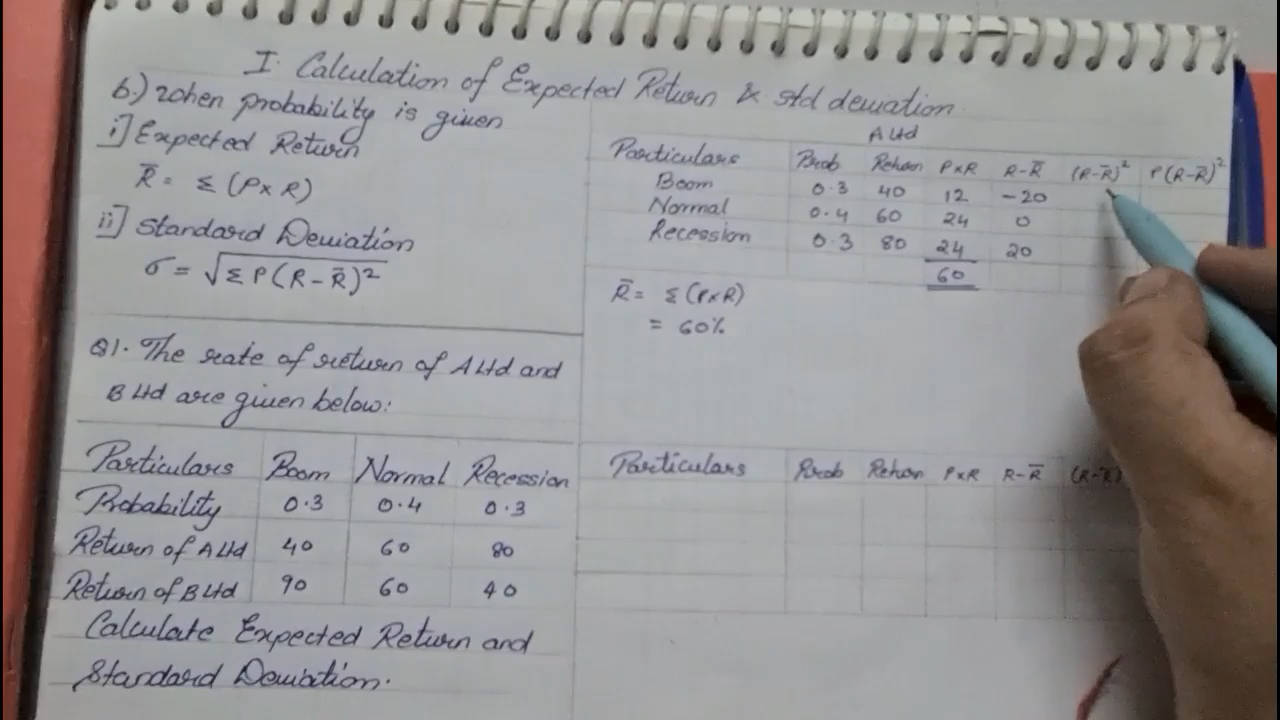 I. Calculation of Expected Return & std deviation.
b.) when probability is given
i] Expected Return
R̄ = Σ (P×R)
ii] Standard Deviation
σ = √Σ P(R-R̄)²
Q1. The rate of return of A Ltd and
B Ltd are given below:
Particulars Boom Normal Recession
Probability 0.3 0.4 0.3
Return of A Ltd 40 60 80
Return of B Ltd 90 60 40
Calculate Expected Return and
Standard Deviation.
A Ltd
Particulars Prob Return P×R R-R̄ (R-R̄)² P(R-R̄)²
Boom 0.3 40 12 -20
Normal 0.4 60 24 0
Recession 0.3 80 24 20
60
R̄ = Σ (P×R)
= 60%
Particulars Prob Return P×R R-R̄ (R-R̄)